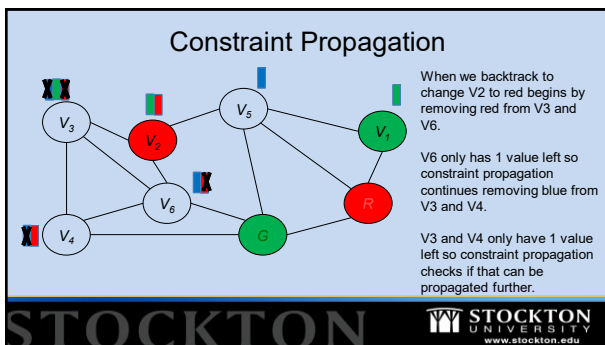 Constraint Propagation
When we backtrack to
change V2 to red begins by
removing red from V3 and
V6.
V6 only has 1 value left so
constraint propagation
continues removing blue from
V3 and V4.
V3 and V4 only have 1 value
left so constraint propagation
checks if that can be
propagated further.
V3
V2
V5
V1
V6
V4
G
R
STOCKTON
STOCKTON
UNIVERSITY
www.stockton.edu